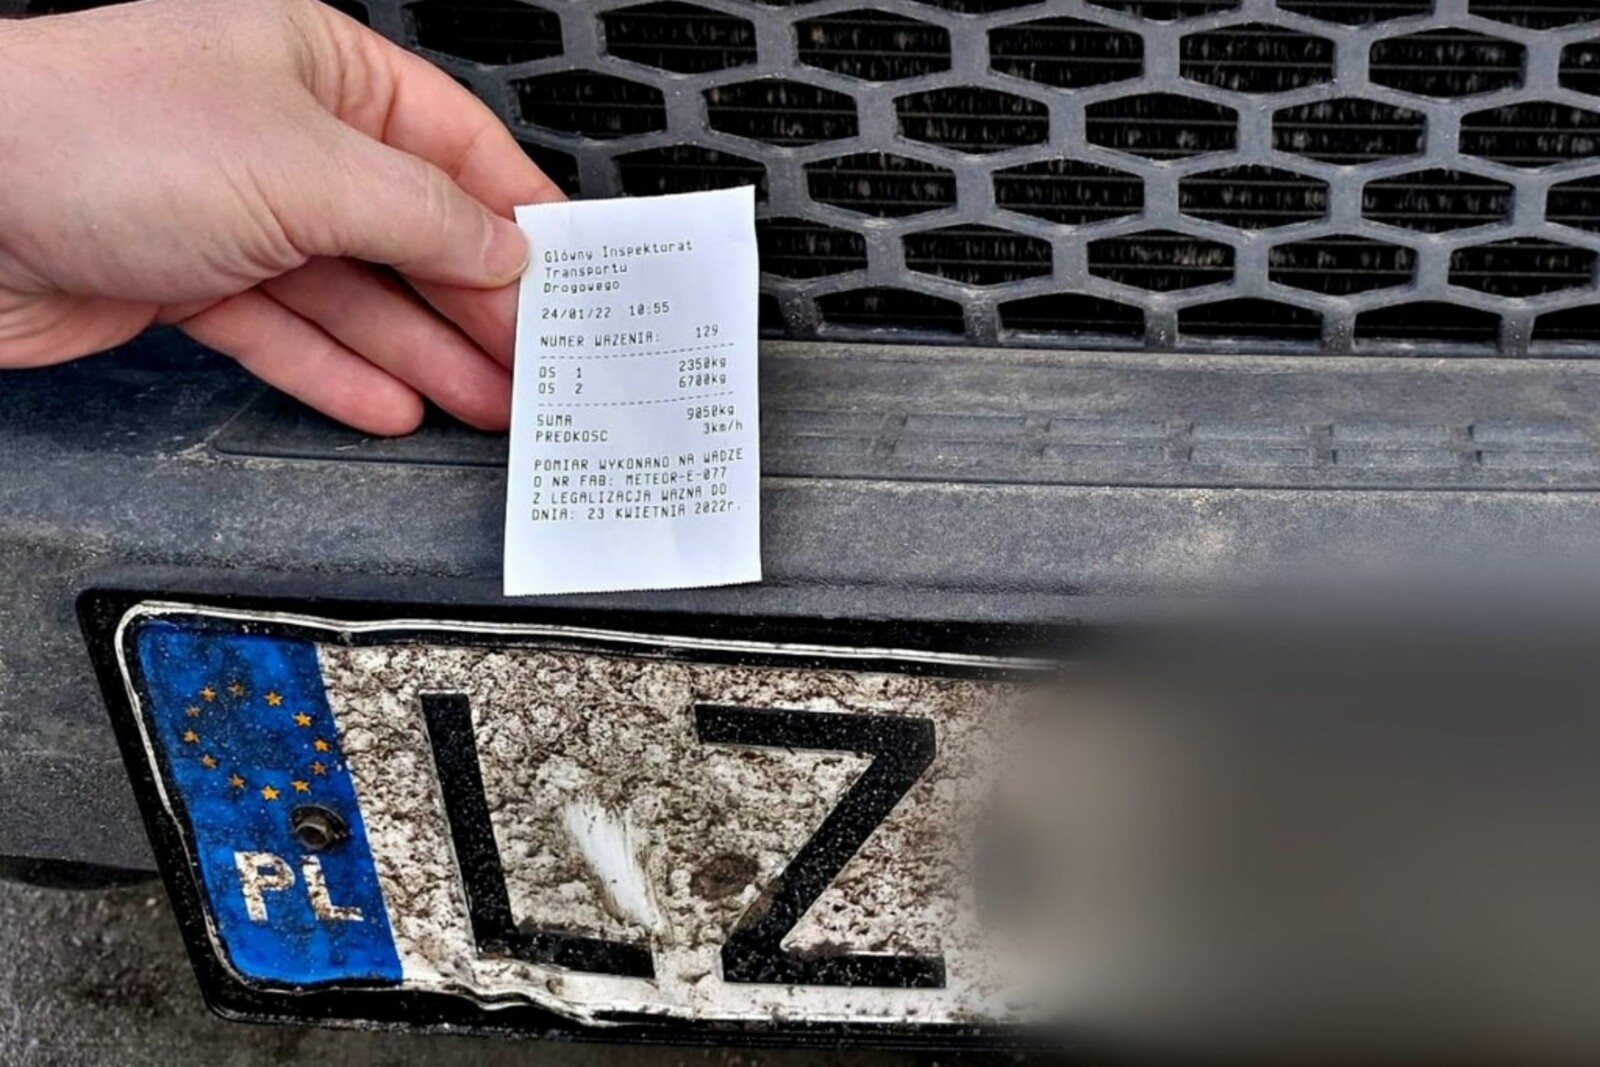 Główny Inspektorat
Transportu
Drogowego
24/01/22 10:55
NUMER WAZENIA: 129
OS 1 2350kg
OS 2 6700kg
SUMA 9050kg
PREDKOSC 3km/h
POMIAR WYKONANO NA WADZE
O NR FAB: METEOR-E-077
Z LEGALIZACJA WAZNA DO
DNIA: 23 KWIETNIA 2022r.
PL
LZ